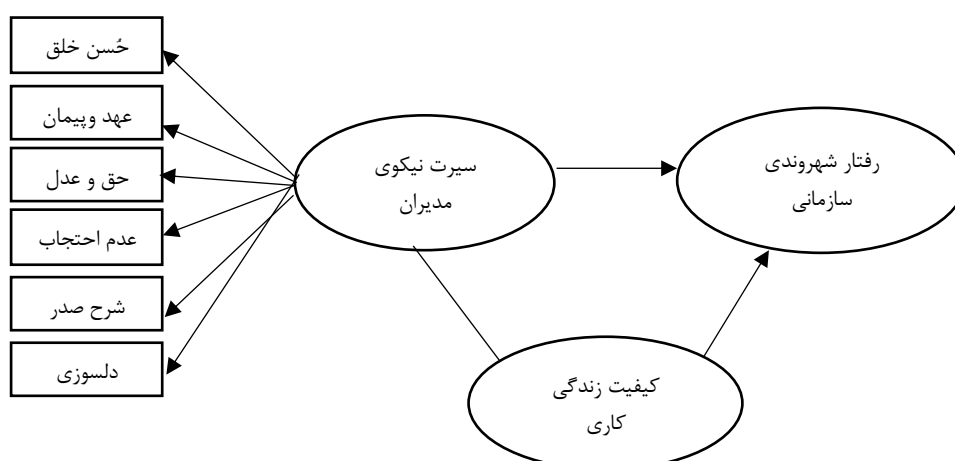 حُسن خلق
عهد وپیمان
حق و عدل
عدم احتجاب
شرح صدر
دلسوزی
سیرت نیکوی
مدیران
رفتار شهروندی
سازمانی
کیفیت زندگی
کاری